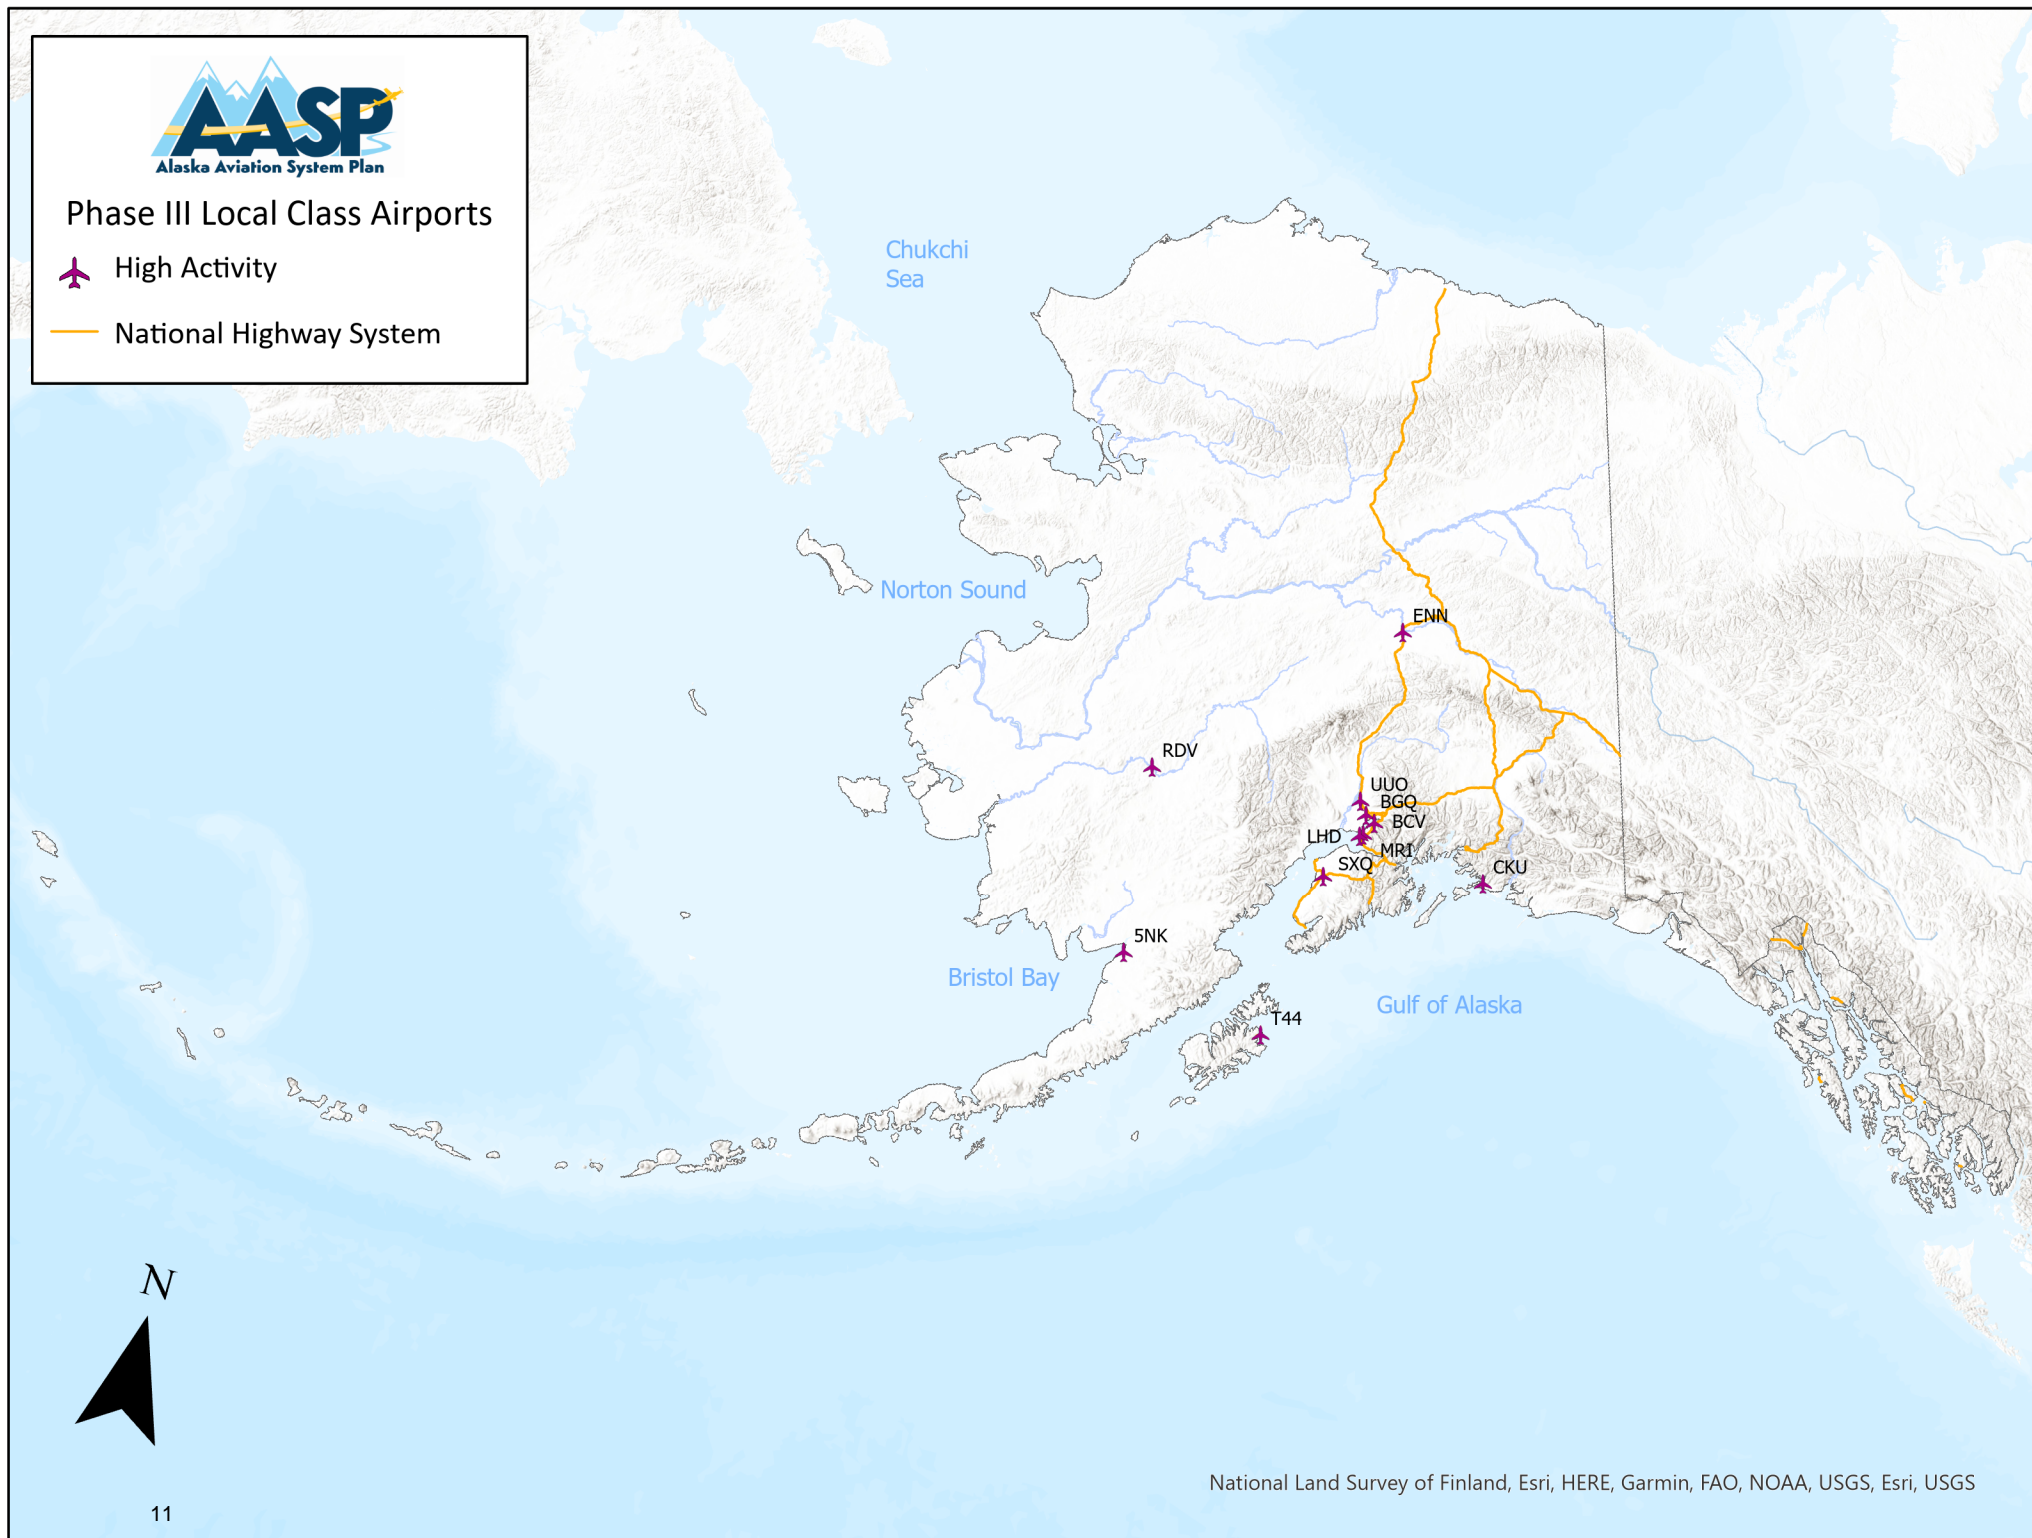 AASP
Alaska Aviation System Plan
Phase III Local Class Airports
High Activity
National Highway System
Chukchi
Sea
Norton Sound
ENN
RDV
UUO
BGQ
BCV
LHD
MRI
SXQ
CKU
5NK
Bristol Bay
Gulf of Alaska
T44
N
National Land Survey of Finland, Esri, HERE, Garmin, FAO, NOAA, USGS, Esri, USGS
11